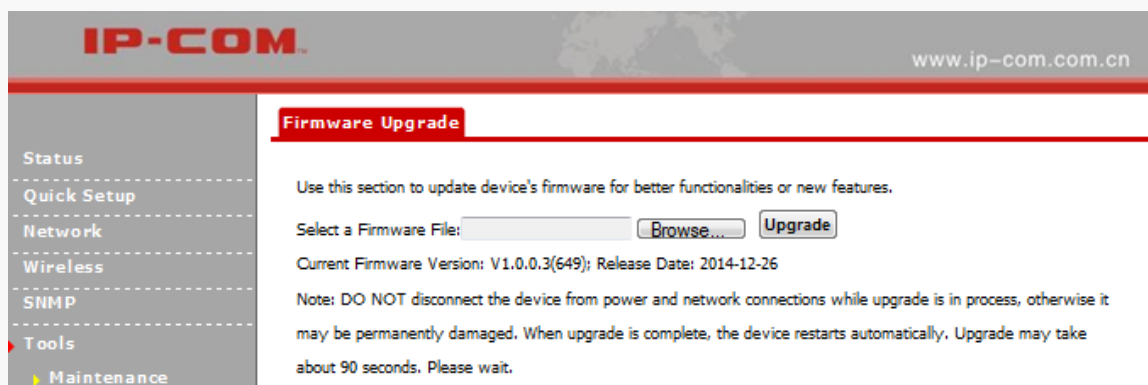 IP-COM
www.ip-com.com.cn
Firmware Upgrade
Status
Quick Setup
Network
Wireless
SNMP
Tools
Maintenance
Use this section to update device's firmware for better functionalities or new features.
Select a Firmware File: Browse... Upgrade
Current Firmware Version: V1.0.0.3(649); Release Date: 2014-12-26
Note: DO NOT disconnect the device from power and network connections while upgrade is in process, otherwise it
may be permanently damaged. When upgrade is complete, the device restarts automatically. Upgrade may take
about 90 seconds. Please wait.